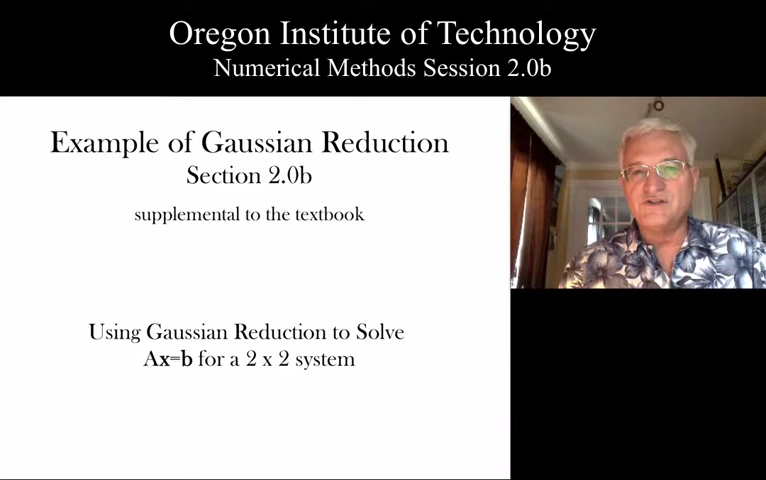 Oregon Institute of Technology
Numerical Methods Session 2.0b
Example of Gaussian Reduction
Section 2.0b
supplemental to the textbook
Using Gaussian Reduction to Solve
Ax=b for a 2 x 2 system